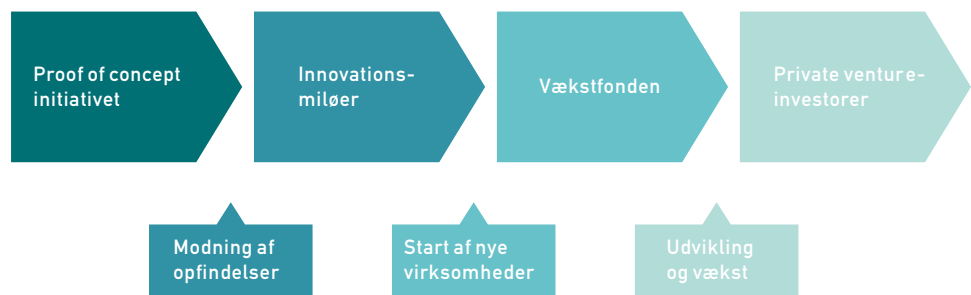 Proof of concept
initiativet
Innovations-
miløer
Vækstfonden
Private venture-
investorer
Modning af
opfindelser
Start af nye
virksomheder
Udvikling
og vækst